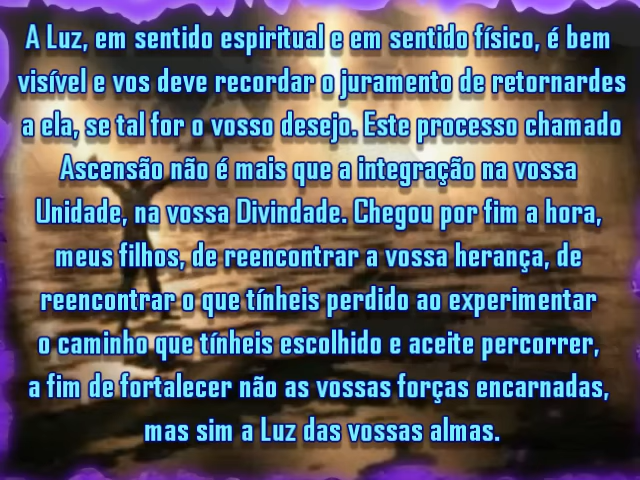 A Luz, em sentido espiritual e em sentido físico, é bem
visível e vos deve recordar o juramento de retornardes
a ela, se tal for o vosso desejo. Este processo chamado
Ascensão não é mais que a integração na vossa
Unidade, na vossa Divindade. Chegou por fim a hora,
meus filhos, de reencontrar a vossa herança, de
reencontrar o que tínheis perdido ao experimentar
o caminho que tínheis escolhido e aceite percorrer,
a fim de fortalecer não as vossas forças encarnadas,
mas sim a Luz das vossas almas.